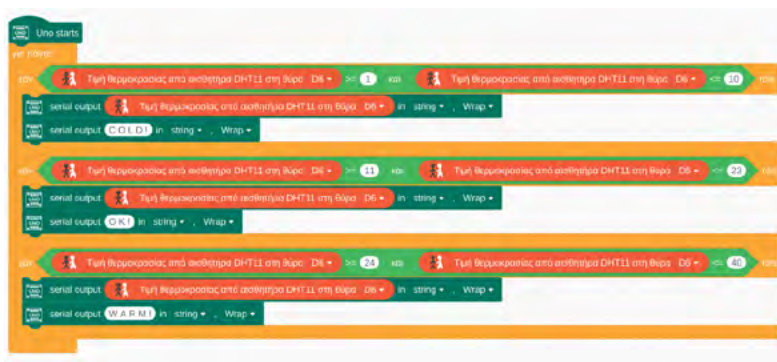 Uno starts
για πάντα
εάν Τιμή θερμοκρασίας από αισθητήρα DHT11 στη θύρα D6 >= 1 και Τιμή θερμοκρασίας από αισθητήρα DHT11 στη θύρα D6 <= 10 τότε
serial output Τιμή θερμοκρασίας από αισθητήρα DHT11 στη θύρα D6 in string , Wrap
serial output C O L D ! in string , Wrap
εάν Τιμή θερμοκρασίας από αισθητήρα DHT11 στη θύρα D6 >= 11 και Τιμή θερμοκρασίας από αισθητήρα DHT11 στη θύρα D6 <= 23 τότε
serial output Τιμή θερμοκρασίας από αισθητήρα DHT11 στη θύρα D6 in string , Wrap
serial output O K ! in string , Wrap
εάν Τιμή θερμοκρασίας από αισθητήρα DHT11 στη θύρα D6 >= 24 και Τιμή θερμοκρασίας από αισθητήρα DHT11 στη θύρα D6 <= 40 τότε
serial output Τιμή θερμοκρασίας από αισθητήρα DHT11 στη θύρα D6 in string , Wrap
serial output W A R M ! in string , Wrap